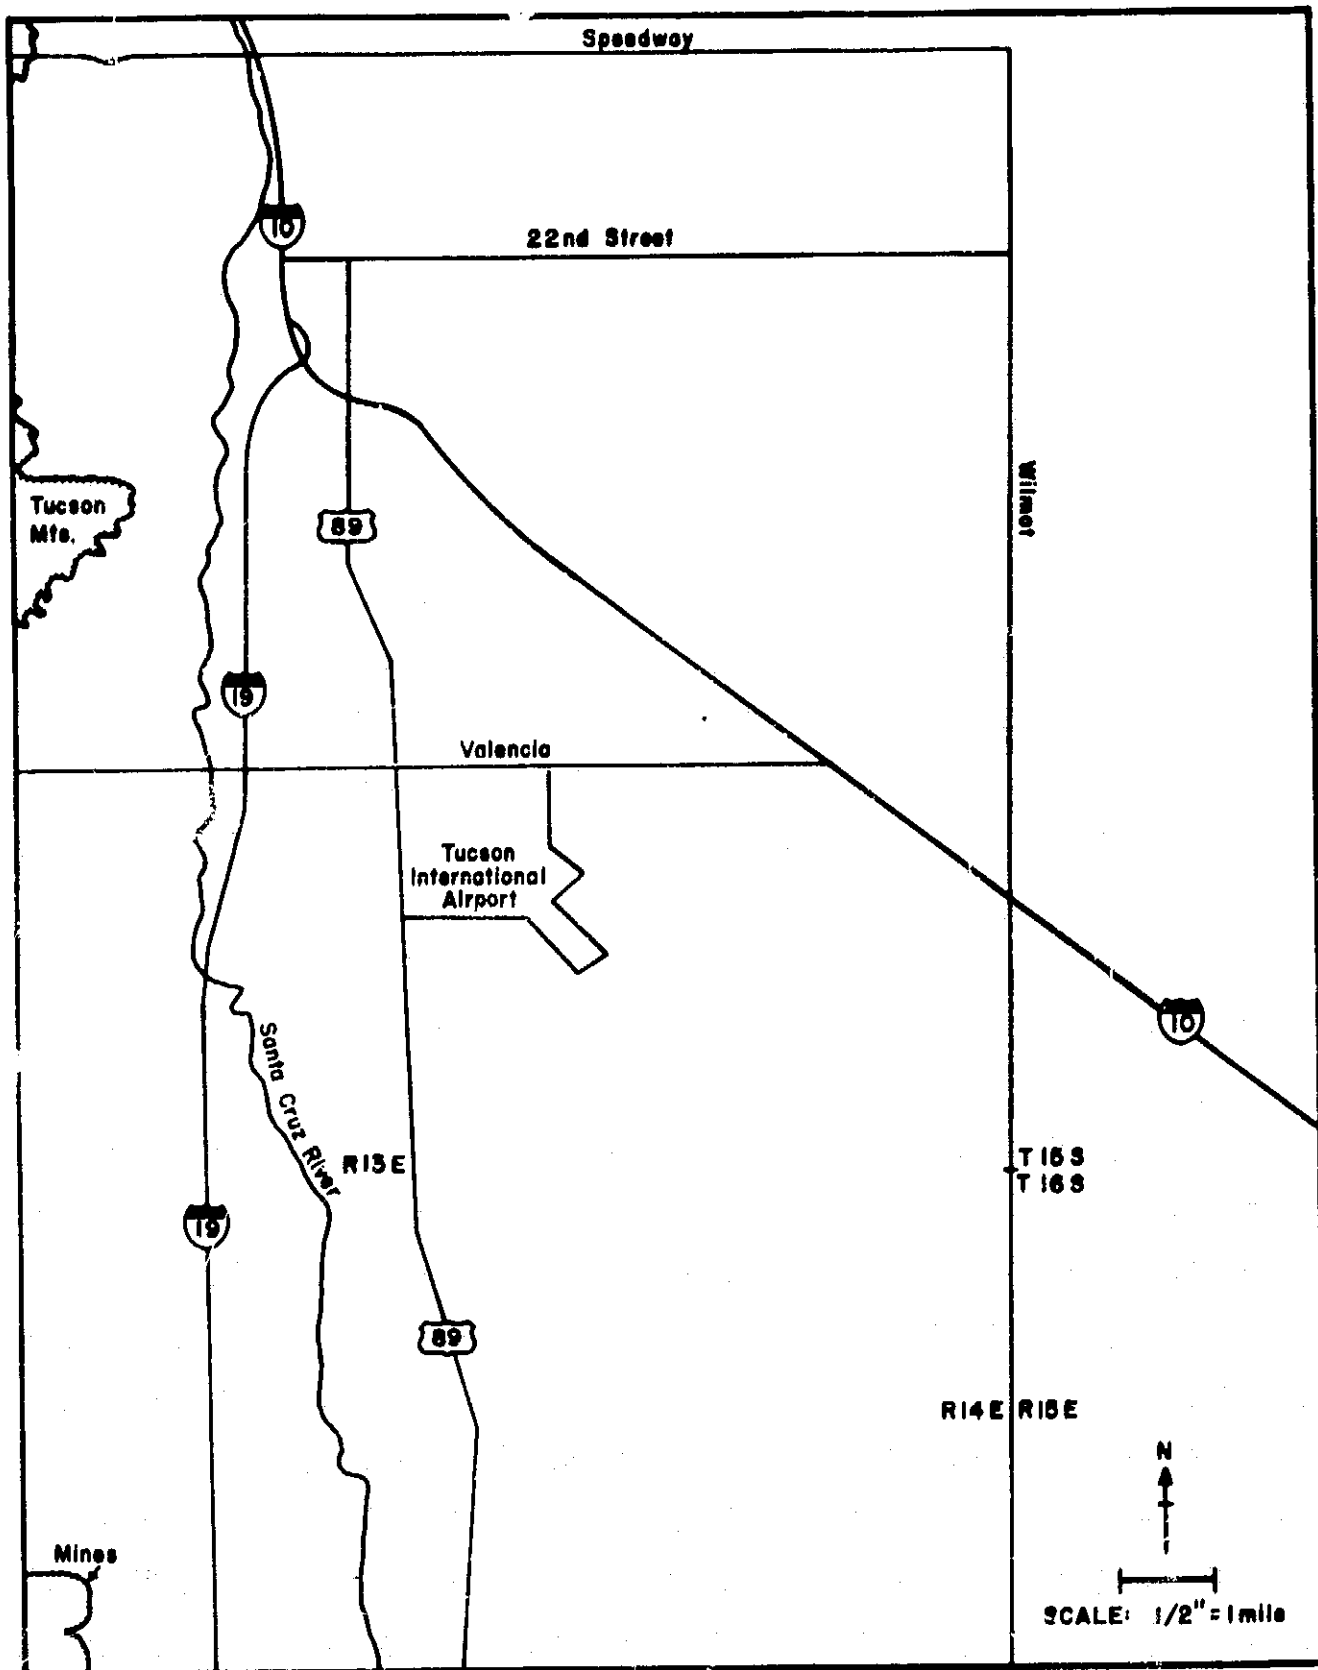 Speedway
10
22nd Street
Wilmot
Tucson
Mts.
89
19
Valencia
Tucson
International
Airport
10
Santa Cruz River
R13E
T15S
T16S
19
89
R14E R15E
N
Mines
SCALE: 1/2" = 1 mile